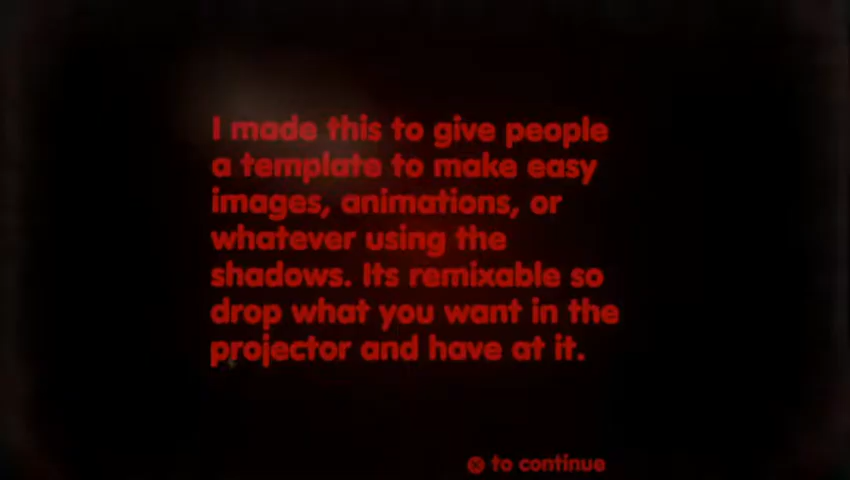 I made this to give people
a template to make easy
images, animations, or
whatever using the
shadows. Its remixable so
drop what you want in the
projector and have at it.
ⓧ to continue